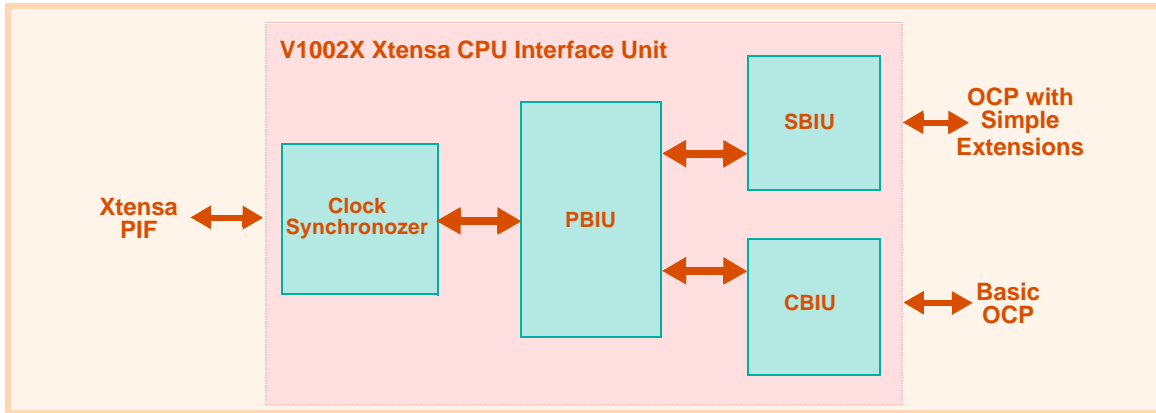 V1002X Xtensa CPU Interface Unit
Xtensa
PIF
Clock
Synchronozer
PBIU
SBIU
CBIU
OCP with
Simple
Extensions
Basic
OCP